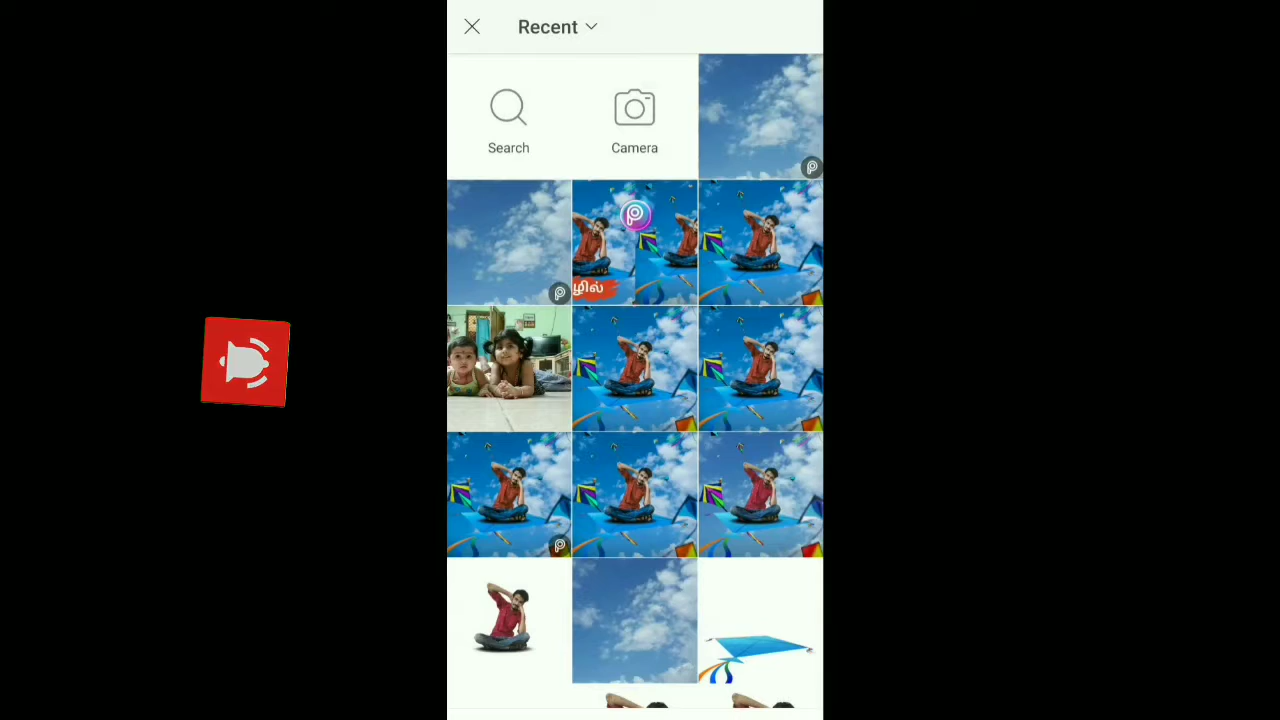 Recent
Search
Camera
ழில்